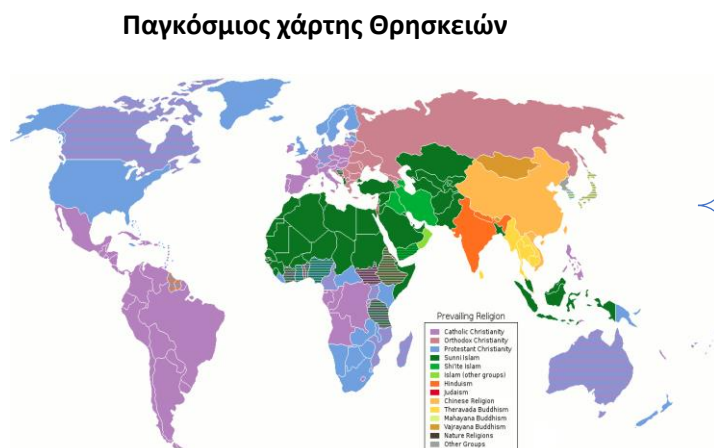 Παγκόσμιος χάρτης Θρησκειών
Prevailing Religion
Catholic Christianity
Orthodox Christianity
Protestant Christianity
Sunni Islam
Shi'ite Islam
Islam (other groups)
Hinduism
Judaism
Chinese Religion
Theravada Buddhism
Mahayana Buddhism
Vajrayana Buddhism
Nature Religions
Other Groups